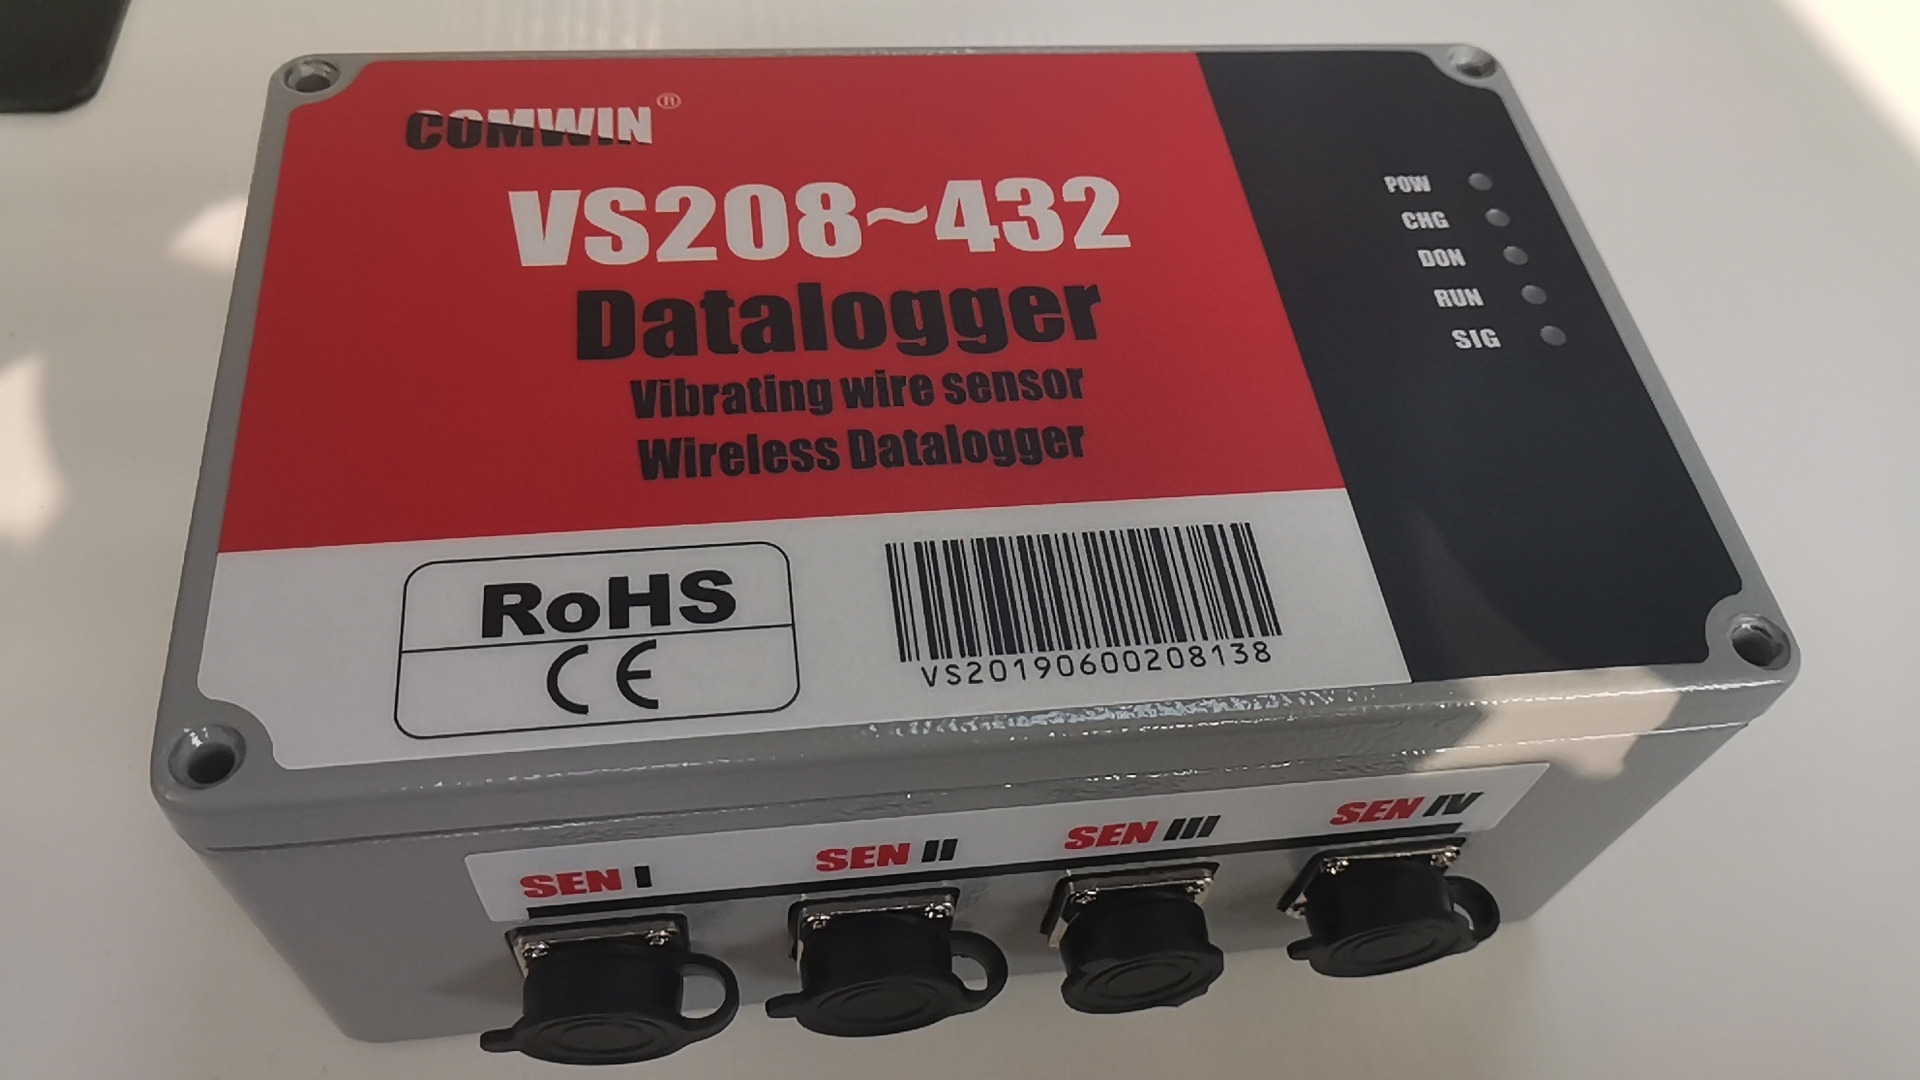 COMWIN®
VS208~432
Datalogger
Vibrating wire sensor
Wireless Datalogger
POW
CHG
DON
RUN
SIG
RoHS
CE
VS20190600208138
SEN I
SEN II
SEN III
SEN IV